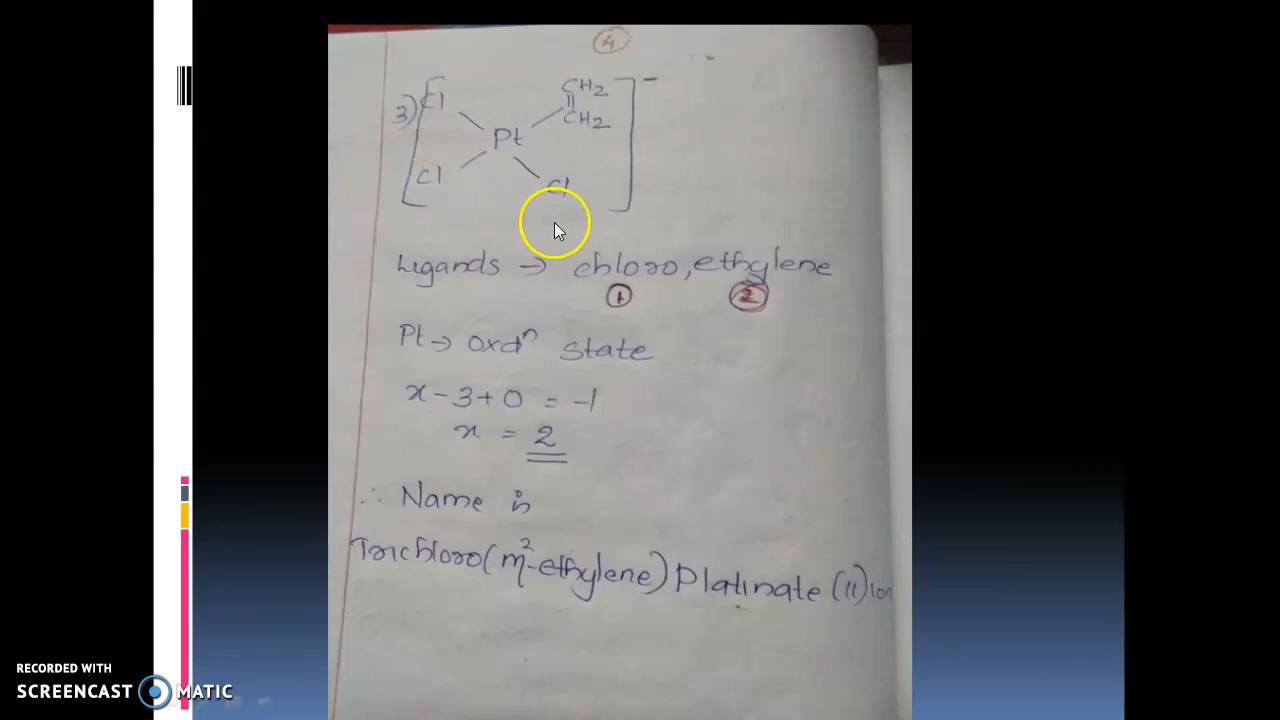 4
3) [Cl Cl Pt CH2 = CH2 Cl]−
Ligands → chloro, ethylene
1 2
Pt → oxdn state
x - 3 + 0 = -1
x = 2
∴ Name is
Trichloro(η2-ethylene) Platinate (II) ion
RECORDED WITH
SCREENCAST MATIC